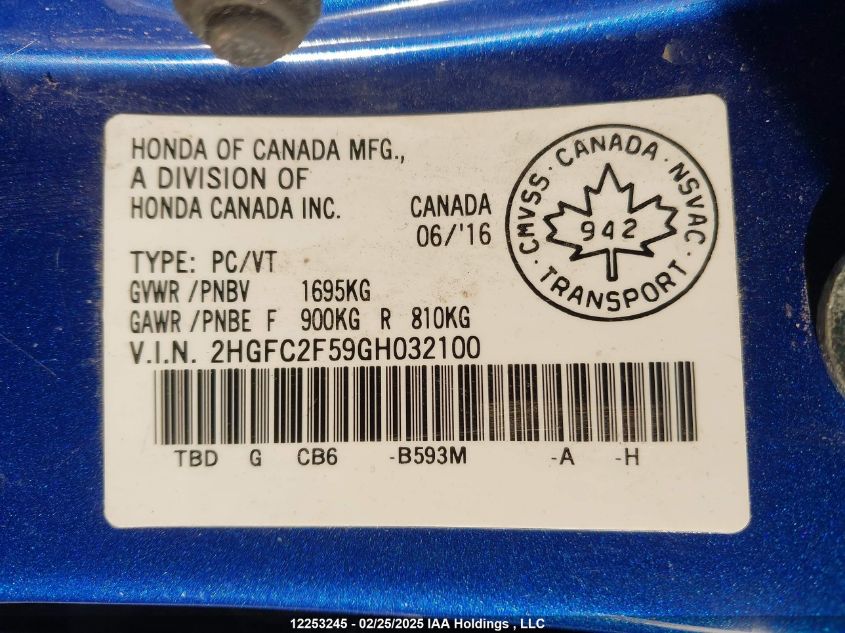 HONDA OF CANADA MFG.,
A DIVISION OF
HONDA CANADA INC. CANADA
06/'16
TYPE: PC/VT
GVWR /PNBV 1695KG
GAWR /PNBE F 900KG R 810KG
V.I.N. 2HGFC2F59GH032100
TBD G CB6 -B593M -A -H
CMVSS · CANADA · NSVAC · TRANSPORT ·
942
12253245 - 02/25/2025 IAA Holdings , LLC